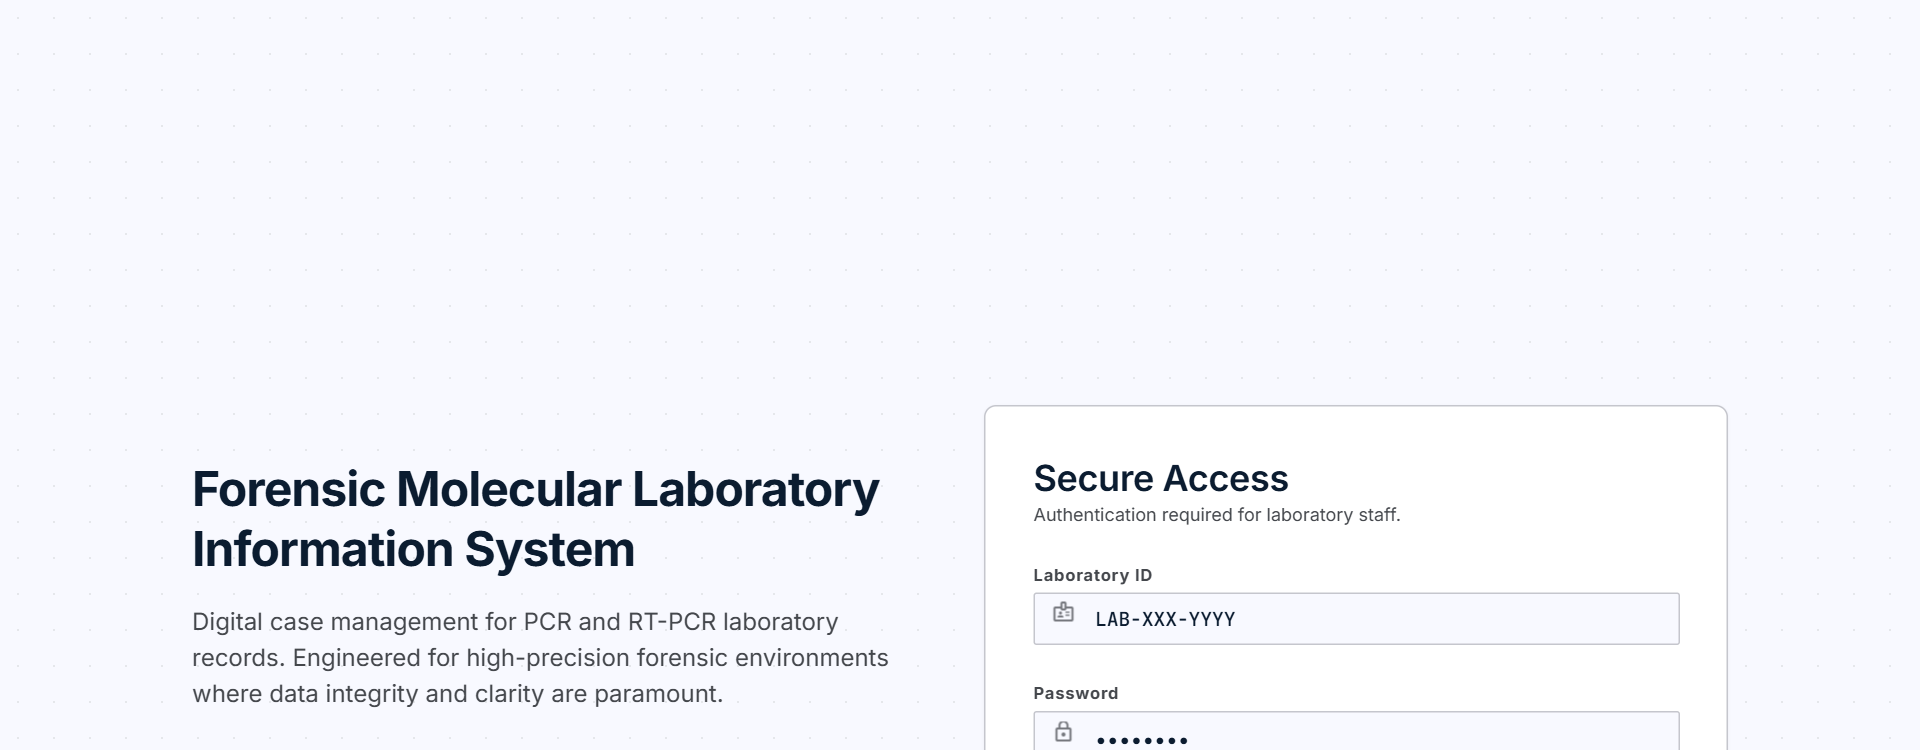 Forensic Molecular Laboratory
Information System
Digital case management for PCR and RT-PCR laboratory
records. Engineered for high-precision forensic environments
where data integrity and clarity are paramount.
Secure Access
Authentication required for laboratory staff.
Laboratory ID
LAB-XXX-YYYY
Password
••••••••